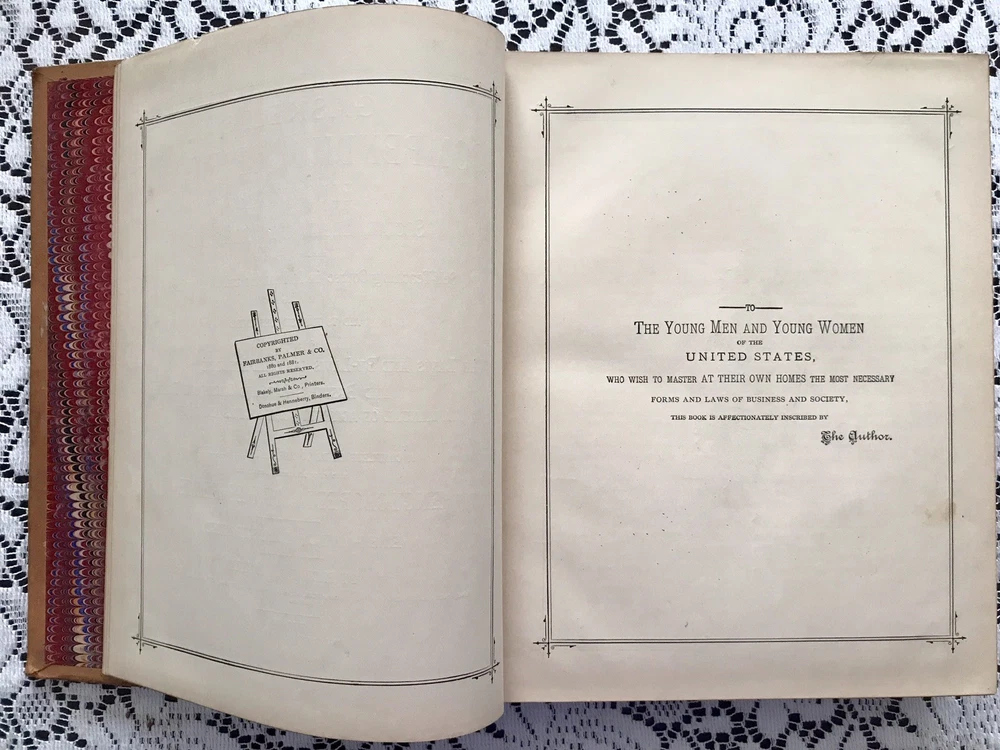 COPYRIGHTED
BY
FAIRBANKS, PALMER & CO.
1880 and 1881.
ALL RIGHTS RESERVED.
Blakely, Marsh & Co., Printers.
Donohue & Henneberry, Binders.
TO
THE YOUNG MEN AND YOUNG WOMEN
OF THE
UNITED STATES,
WHO WISH TO MASTER AT THEIR OWN HOMES THE MOST NECESSARY
FORMS AND LAWS OF BUSINESS AND SOCIETY,
THIS BOOK IS AFFECTIONATELY INSCRIBED BY
The Author.